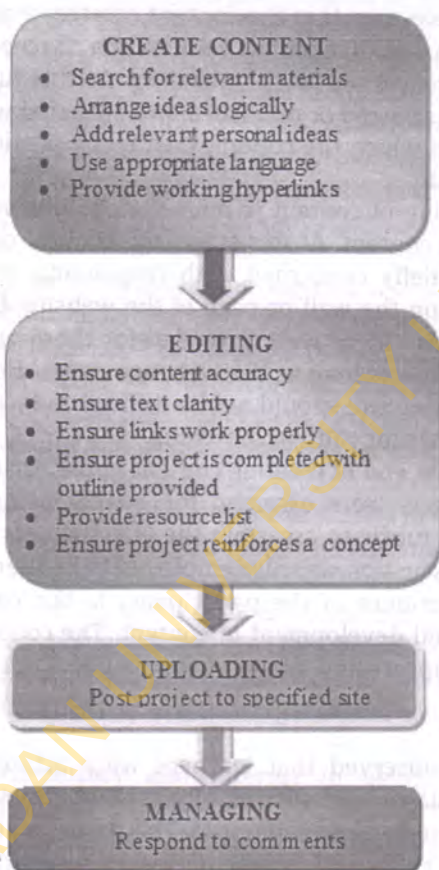 CREATE CONTENT
• Search for relevant materials
• Arrange ideas logically
• Add relevant personal ideas
• Use appropriate language
• Provide working hyperlinks
EDITING
• Ensure content accuracy
• Ensure text clarity
• Ensure links work properly
• Ensure project is completed with
outline provided
• Provide resource list
• Ensure project reinforces a concept
UPLOADING
Post project to specified site
MANAGING
Respond to comments
DAN UNIVERSITY